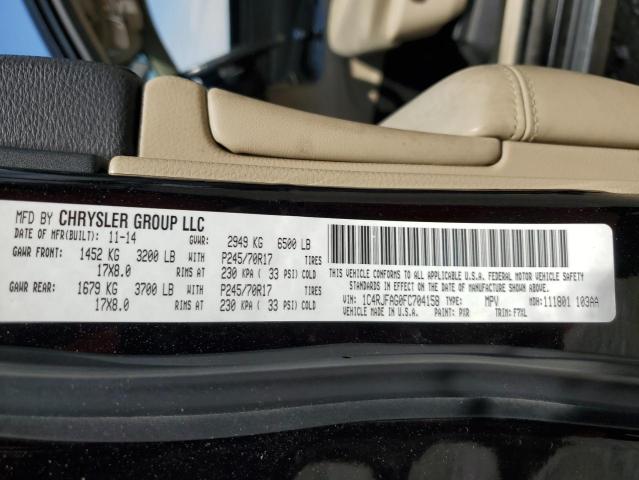 MFD BY CHRYSLER GROUP LLC
DATE OF MFR(BUILT): 11-14 GVWR: 2949 KG 6500 LB
GAWR FRONT: 1452 KG 3200 LB WITH P245/70R17 TIRES
17X8.0 RIMS AT 230 KPA ( 33 PSI) COLD
GAWR REAR: 1679 KG 3700 LB WITH P245/70R17 TIRES
17X8.0 RIMS AT 230 KPA ( 33 PSI) COLD
THIS VEHICLE CONFORMS TO ALL APPLICABLE U.S.A. FEDERAL MOTOR VEHICLE SAFETY
STANDARDS IN EFFECT ON THE DATE OF MANUFACTURE SHOWN ABOVE.
VIN: 1C4RJFAG0FC704158 TYPE: MPV MDH: 111801 103AA
VEHICLE MADE IN U.S.A. PAINT: PXR TRIM: F7XL